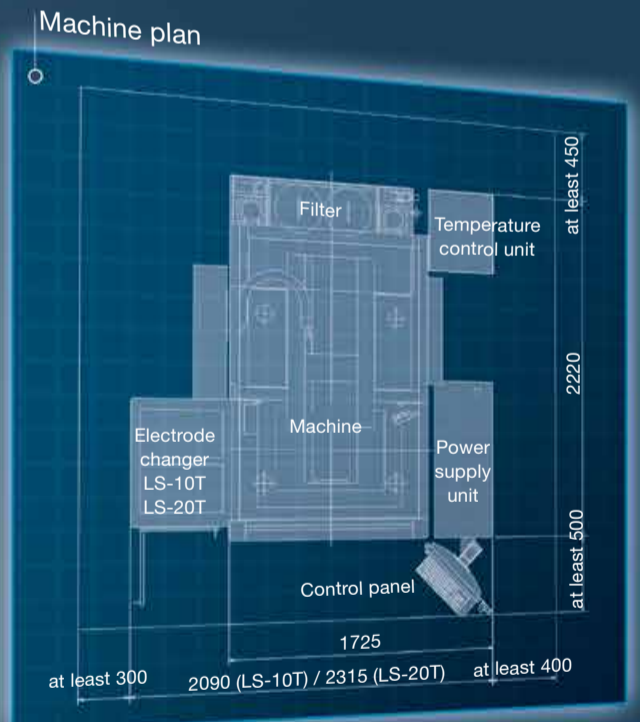 Machine plan
at least 450
Filter
Temperature
control unit
2220
Machine
Electrode
changer
LS-10T
LS-20T
Power
supply
unit
at least 500
Control panel
1725
at least 300
2090 (LS-10T) / 2315 (LS-20T)
at least 400